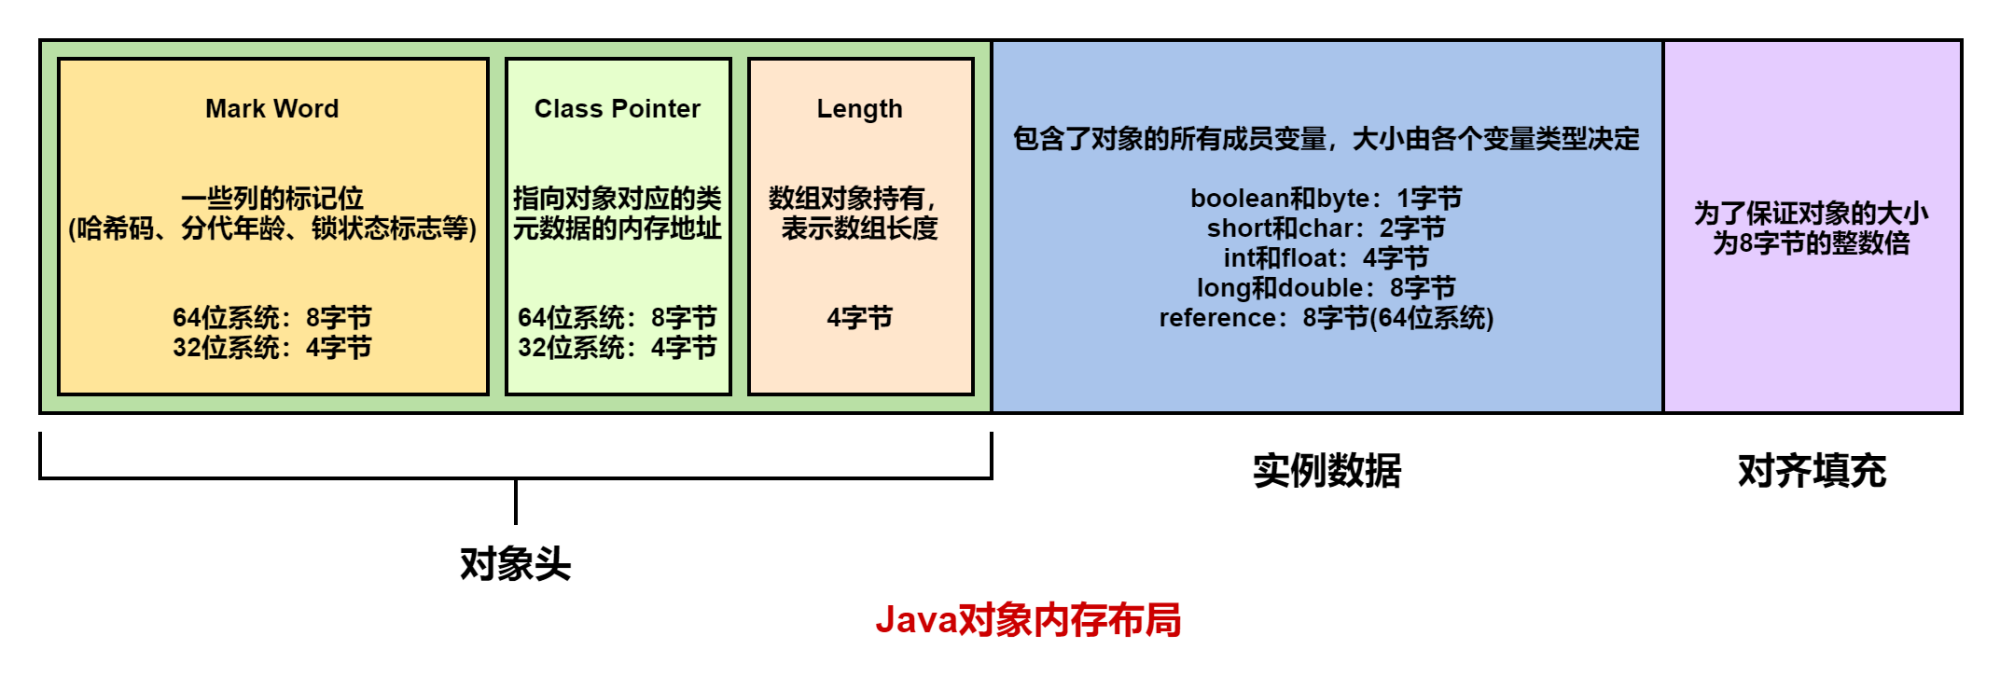 Mark Word
一些列的标记位
(哈希码、分代年龄、锁状态标志等)
64位系统：8字节
32位系统：4字节
Class Pointer
指向对象对应的类
元数据的内存地址
64位系统：8字节
32位系统：4字节
Length
数组对象持有，
表示数组长度
4字节
包含了对象的所有成员变量，大小由各个变量类型决定
boolean和byte：1字节
short和char：2字节
int和float：4字节
long和double：8字节
reference：8字节(64位系统)
为了保证对象的大小
为8字节的整数倍
对象头
实例数据
对齐填充
Java对象内存布局